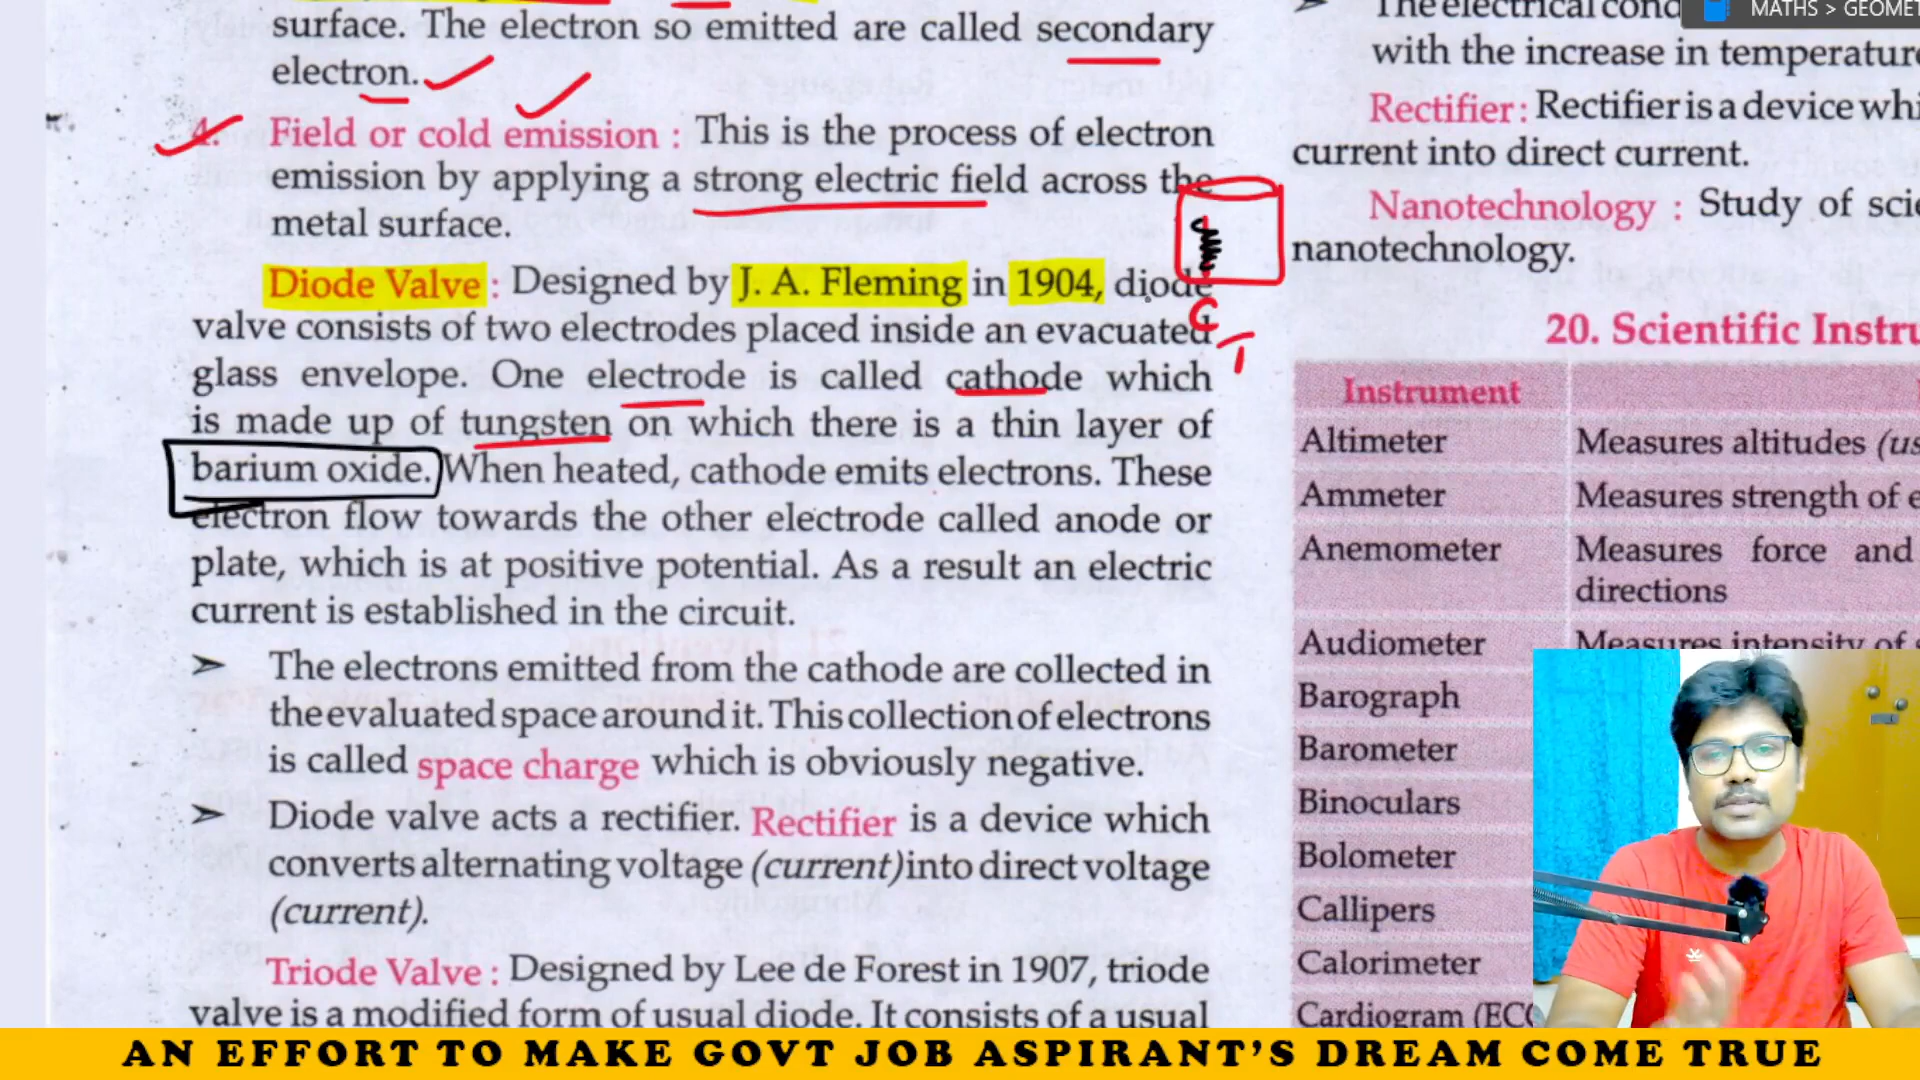 surface. The electron so emitted are called secondary
electron.
4. Field or cold emission : This is the process of electron
emission by applying a strong electric field across the
metal surface.
Diode Valve : Designed by J. A. Fleming in 1904, diode
valve consists of two electrodes placed inside an evacuated
glass envelope. One electrode is called cathode which
is made up of tungsten on which there is a thin layer of
barium oxide. When heated, cathode emits electrons. These
electron flow towards the other electrode called anode or
plate, which is at positive potential. As a result an electric
current is established in the circuit.
➢ The electrons emitted from the cathode are collected in
the evaluated space around it. This collection of electrons
is called space charge which is obviously negative.
➢ Diode valve acts a rectifier. Rectifier is a device which
converts alternating voltage (current) into direct voltage
(current).
Triode Valve : Designed by Lee de Forest in 1907, triode
valve is a modified form of usual diode. It consists of a usual
C
T
MATHS > GEOMET
➢ The electrical cond
with the increase in temperature
Rectifier : Rectifier is a device whi
current into direct current.
Nanotechnology : Study of scie
nanotechnology.
20. Scientific Instru
Instrument
Altimeter Measures altitudes (us
Ammeter Measures strength of e
Anemometer Measures force and
directions
Audiometer Measures intensity of s
Barograph
Barometer
Binoculars
Bolometer
Callipers
Calorimeter
Cardiogram (ECG
AN EFFORT TO MAKE GOVT JOB ASPIRANT'S DREAM COME TRUE